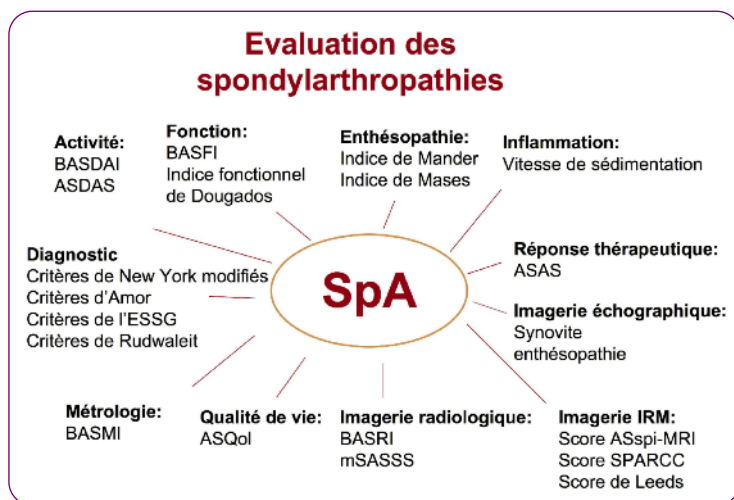 Evaluation des
spondylarthropathies
Activité:
BASDAI
ASDAS
Fonction:
BASFI
Indice fonctionnel
de Dougados
Enthésopathie:
Indice de Mander
Indice de Mases
Inflammation:
Vitesse de sédimentation
Diagnostic
Critères de New York modifiés
Critères d'Amor
Critères de l'ESSG
Critères de Rudwaleit
SpA
Réponse thérapeutique:
ASAS
Imagerie échographique:
Synovite
enthésopathie
Métrologie:
BASMI
Qualité de vie:
ASQol
Imagerie radiologique:
BASRI
mSASSS
Imagerie IRM:
Score ASspi-MRI
Score SPARCC
Score de Leeds